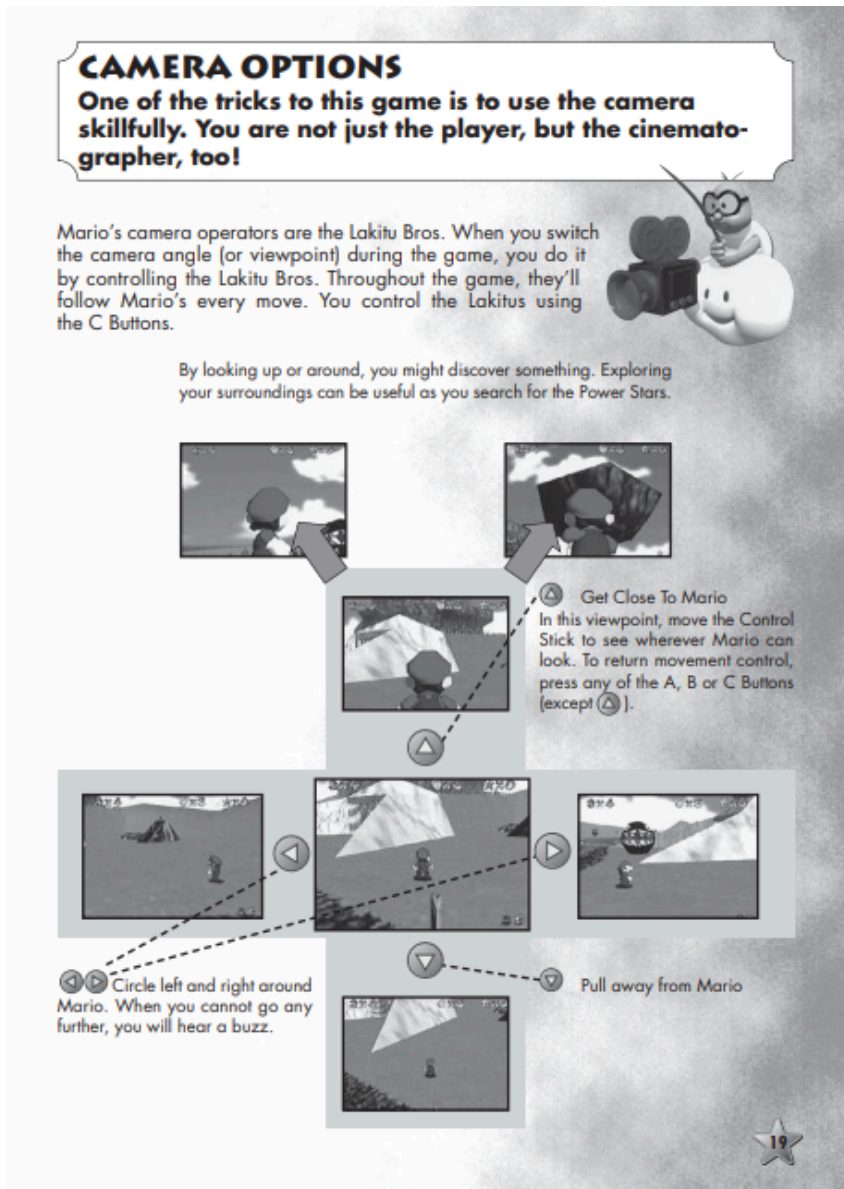 CAMERA OPTIONS
One of the tricks to this game is to use the camera
skillfully. You are not just the player, but the cinemato-
grapher, too!
Mario's camera operators are the Lakitu Bros. When you switch
the camera angle (or viewpoint) during the game, you do it
by controlling the Lakitu Bros. Throughout the game, they'll
follow Mario's every move. You control the Lakitus using
the C Buttons.
By looking up or around, you might discover something. Exploring
your surroundings can be useful as you search for the Power Stars.
Get Close To Mario
In this viewpoint, move the Control
Stick to see wherever Mario can
look. To return movement control,
press any of the A, B or C Buttons
(except ).
Circle left and right around
Mario. When you cannot go any
further, you will hear a buzz.
Pull away from Mario
19